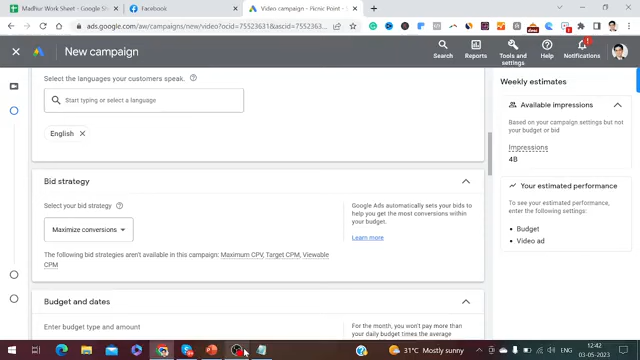 Madhur Work Sheet - Google Shee
Facebook
Video campaign - Picnic Point -
ads.google.com/aw/campaigns/new/video?ocid=75523631&ascid=7552363...
New campaign
Search
Reports
Tools and
settings
Help
Notifications
Select the languages your customers speak.
Start typing or select a language
English
Bid strategy
Select your bid strategy
Maximize conversions
The following bid strategies aren't available in this campaign: Maximum CPV, Target CPM, Viewable
CPM
Google Ads automatically sets your bids to
help you get the most conversions within
your budget.
Learn more
Budget and dates
Enter budget type and amount
For the month, you won't pay more than
your daily budget times the average
Weekly estimates
Available impressions
Based on your campaign settings but not
your budget or bid
Impressions
4B
Your estimated performance
To see your estimated performance,
enter the following settings:
Budget
Video ad
31°C Mostly sunny
ENG
12:42
03-05-2023